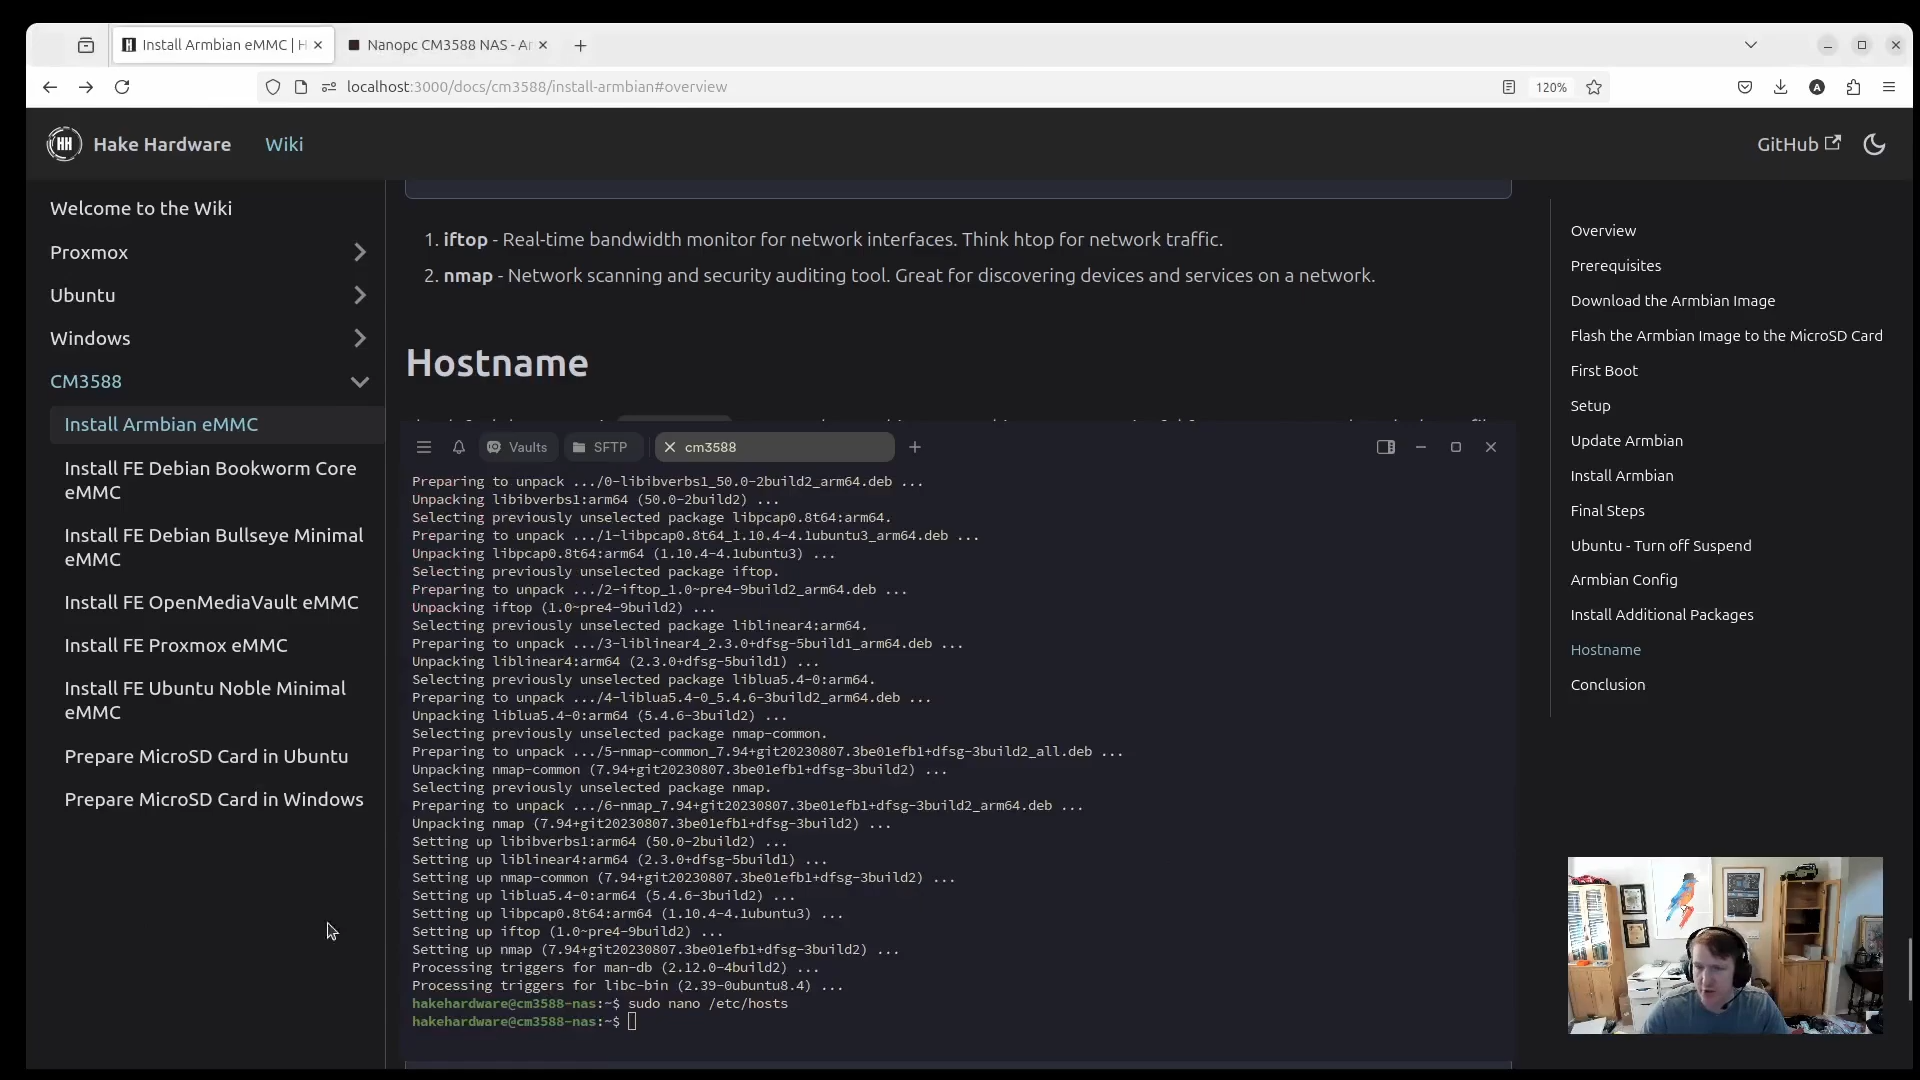 Install Armbian eMMC | H
Nanopc CM3588 NAS - Ar
localhost:3000/docs/cm3588/install-armbian#overview
120%
A
HH
Hake Hardware
Wiki
GitHub
Welcome to the Wiki
Proxmox
Ubuntu
Windows
CM3588
Install Armbian eMMC
Install FE Debian Bookworm Core
eMMC
Install FE Debian Bullseye Minimal
eMMC
Install FE OpenMediaVault eMMC
Install FE Proxmox eMMC
Install FE Ubuntu Noble Minimal
eMMC
Prepare MicroSD Card in Ubuntu
Prepare MicroSD Card in Windows
1. iftop - Real-time bandwidth monitor for network interfaces. Think htop for network traffic.
2. nmap - Network scanning and security auditing tool. Great for discovering devices and services on a network.
Hostname
Vaults
SFTP
cm3588
Preparing to unpack .../0-libibverbs1_50.0-2build2_arm64.deb ...
Unpacking libibverbs1:arm64 (50.0-2build2) ...
Selecting previously unselected package libpcap0.8t64:arm64.
Preparing to unpack .../1-libpcap0.8t64_1.10.4-4.1ubuntu3_arm64.deb ...
Unpacking libpcap0.8t64:arm64 (1.10.4-4.1ubuntu3) ...
Selecting previously unselected package iftop.
Preparing to unpack .../2-iftop_1.0~pre4-9build2_arm64.deb ...
Unpacking iftop (1.0~pre4-9build2) ...
Selecting previously unselected package liblinear4:arm64.
Preparing to unpack .../3-liblinear4_2.3.0+dfsg-5build1_arm64.deb ...
Unpacking liblinear4:arm64 (2.3.0+dfsg-5build1) ...
Selecting previously unselected package liblua5.4-0:arm64.
Preparing to unpack .../4-liblua5.4-0_5.4.6-3build2_arm64.deb ...
Unpacking liblua5.4-0:arm64 (5.4.6-3build2) ...
Selecting previously unselected package nmap-common.
Preparing to unpack .../5-nmap-common_7.94+git20230807.3be01efb1+dfsg-3build2_all.deb ...
Unpacking nmap-common (7.94+git20230807.3be01efb1+dfsg-3build2) ...
Selecting previously unselected package nmap.
Preparing to unpack .../6-nmap_7.94+git20230807.3be01efb1+dfsg-3build2_arm64.deb ...
Unpacking nmap (7.94+git20230807.3be01efb1+dfsg-3build2) ...
Setting up libibverbs1:arm64 (50.0-2build2) ...
Setting up liblinear4:arm64 (2.3.0+dfsg-5build1) ...
Setting up nmap-common (7.94+git20230807.3be01efb1+dfsg-3build2) ...
Setting up liblua5.4-0:arm64 (5.4.6-3build2) ...
Setting up libpcap0.8t64:arm64 (1.10.4-4.1ubuntu3) ...
Setting up iftop (1.0~pre4-9build2) ...
Setting up nmap (7.94+git20230807.3be01efb1+dfsg-3build2) ...
Processing triggers for man-db (2.12.0-4build2) ...
Processing triggers for libc-bin (2.39-0ubuntu8.4) ...
hakehardware@cm3588-nas:~$ sudo nano /etc/hosts
hakehardware@cm3588-nas:~$
Overview
Prerequisites
Download the Armbian Image
Flash the Armbian Image to the MicroSD Card
First Boot
Setup
Update Armbian
Install Armbian
Final Steps
Ubuntu - Turn off Suspend
Armbian Config
Install Additional Packages
Hostname
Conclusion